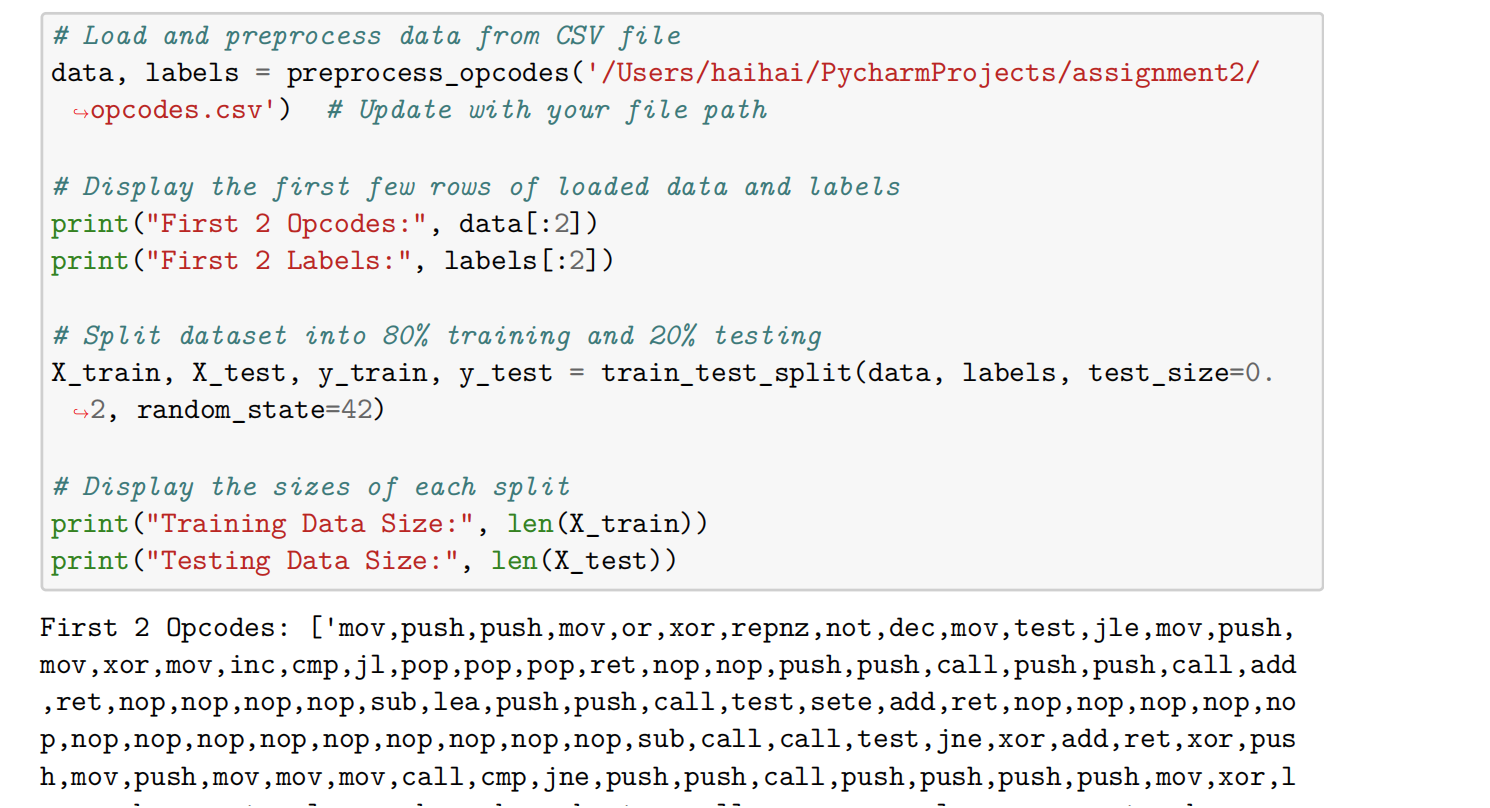 # Load and preprocess data from CSV file
data, labels = preprocess_opcodes('/Users/haihai/PycharmProjects/assignment2/
↪opcodes.csv')  # Update with your file path
# Display the first few rows of loaded data and labels
print("First 2 Opcodes:", data[:2])
print("First 2 Labels:", labels[:2])
# Split dataset into 80% training and 20% testing
X_train, X_test, y_train, y_test = train_test_split(data, labels, test_size=0.
↪2, random_state=42)
# Display the sizes of each split
print("Training Data Size:", len(X_train))
print("Testing Data Size:", len(X_test))
First 2 Opcodes: ['mov,push,push,mov,or,xor,repnz,not,dec,mov,test,jle,mov,push,
mov,xor,mov,inc,cmp,jl,pop,pop,pop,ret,nop,nop,push,push,call,push,push,call,add
,ret,nop,nop,nop,nop,sub,lea,push,push,call,test,sete,add,ret,nop,nop,nop,nop,no
p,nop,nop,nop,nop,nop,nop,nop,nop,nop,sub,call,call,test,jne,xor,add,ret,xor,pus
h,mov,push,mov,mov,mov,call,cmp,jne,push,push,call,push,push,push,push,mov,xor,l